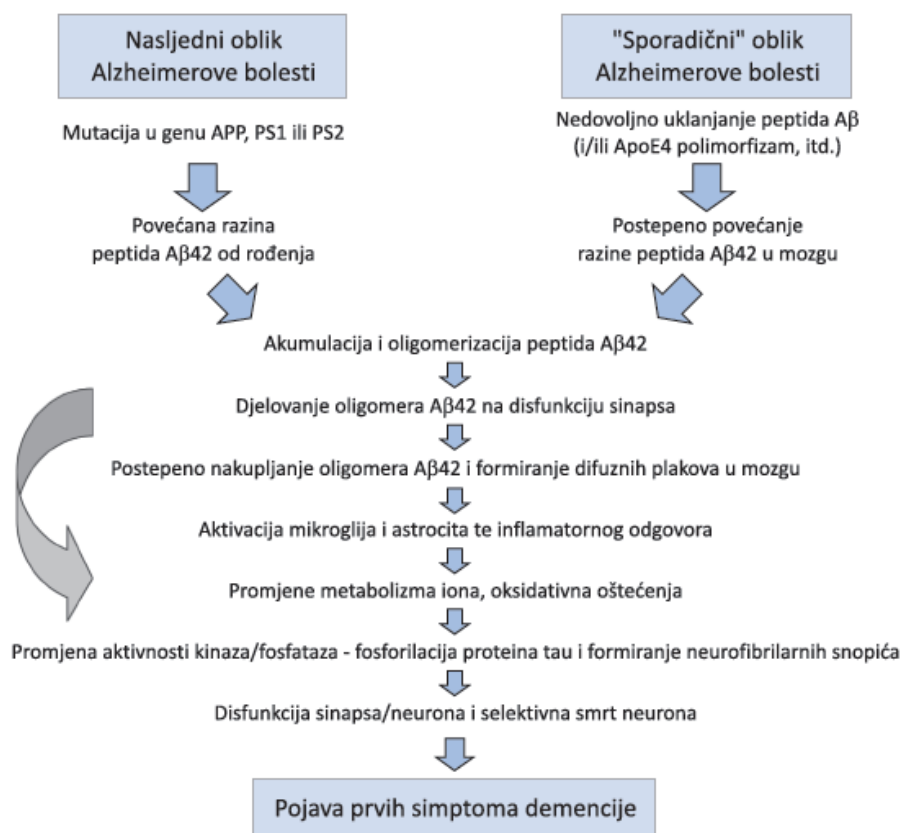 Nasljedni oblik
Alzheimerove bolesti
"Sporadični" oblik
Alzheimerove bolesti
Mutacija u genu APP, PS1 ili PS2
Nedovoljno uklanjanje peptida Aβ
(i/ili ApoE4 polimorfizam, itd.)
Povećana razina
peptida Aβ42 od rođenja
Postepeno povećanje
razine peptida Aβ42 u mozgu
Akumulacija i oligomerizacija peptida Aβ42
Djelovanje oligomera Aβ42 na disfunkciju sinapsa
Postepeno nakupljanje oligomera Aβ42 i formiranje difuznih plakova u mozgu
Aktivacija mikroglija i astrocita te inflamatornog odgovora
Promjene metabolizma iona, oksidativna oštećenja
Promjena aktivnosti kinaza/fosfataza - fosforilacija proteina tau i formiranje neurofibrilarnih snopića
Disfunkcija sinapsa/neurona i selektivna smrt neurona
Pojava prvih simptoma demencije